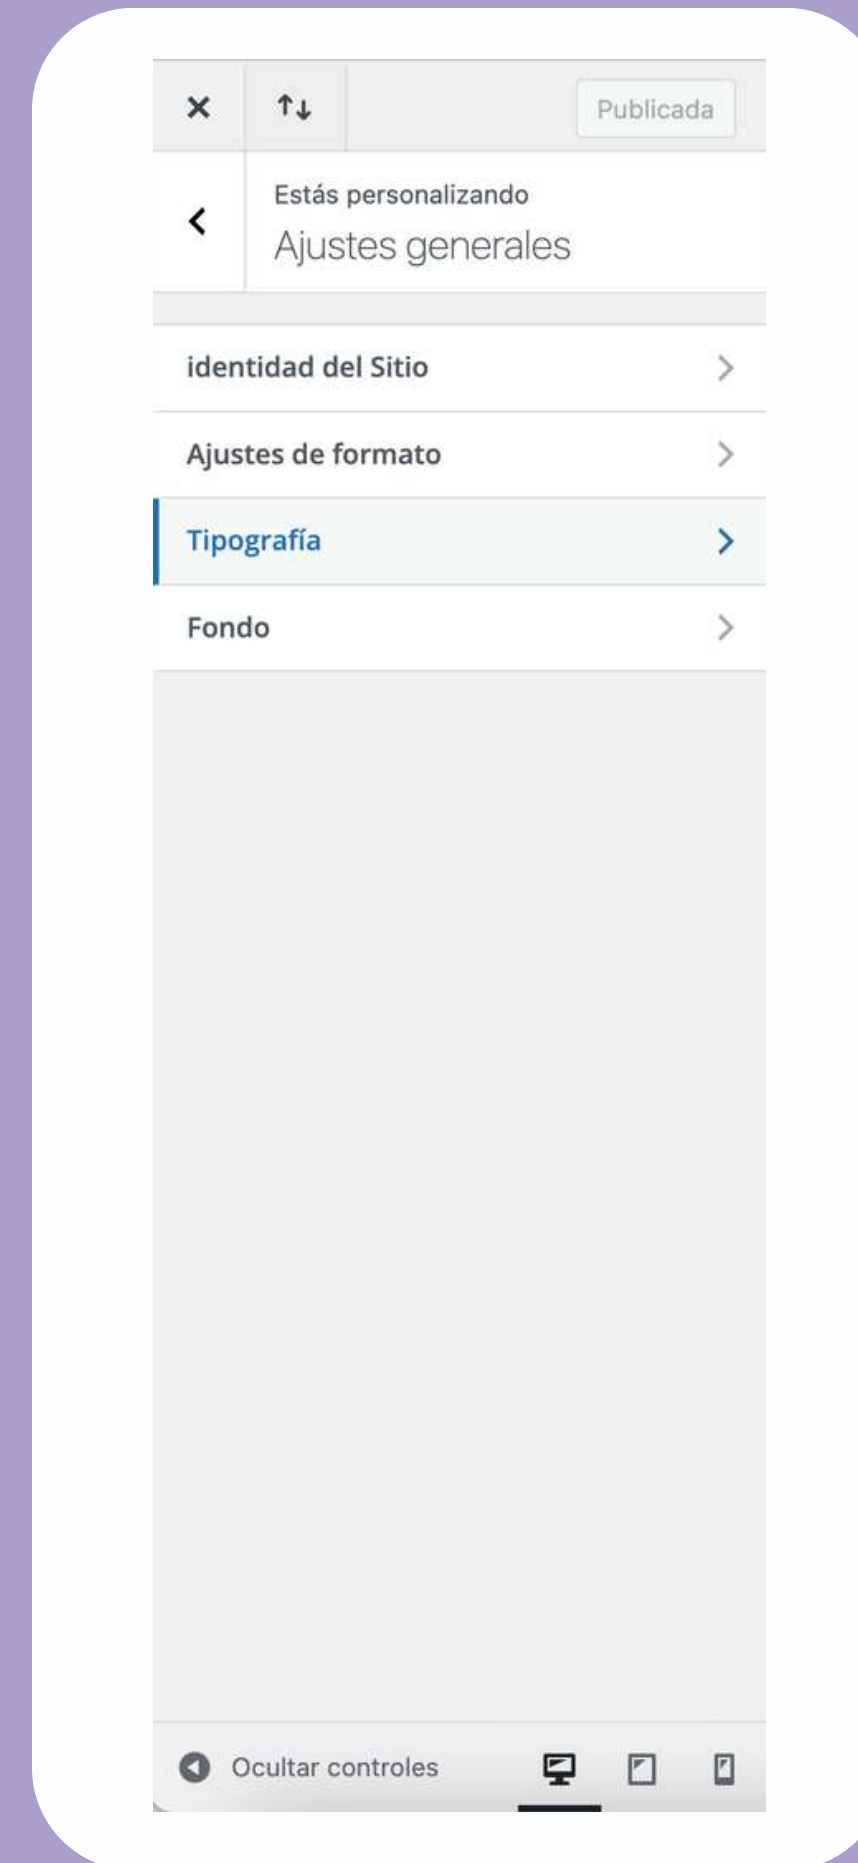 Publicada
Estás personalizando
Ajustes generales
identidad del Sitio
Ajustes de formato
Tipografía
Fondo
Ocultar controles